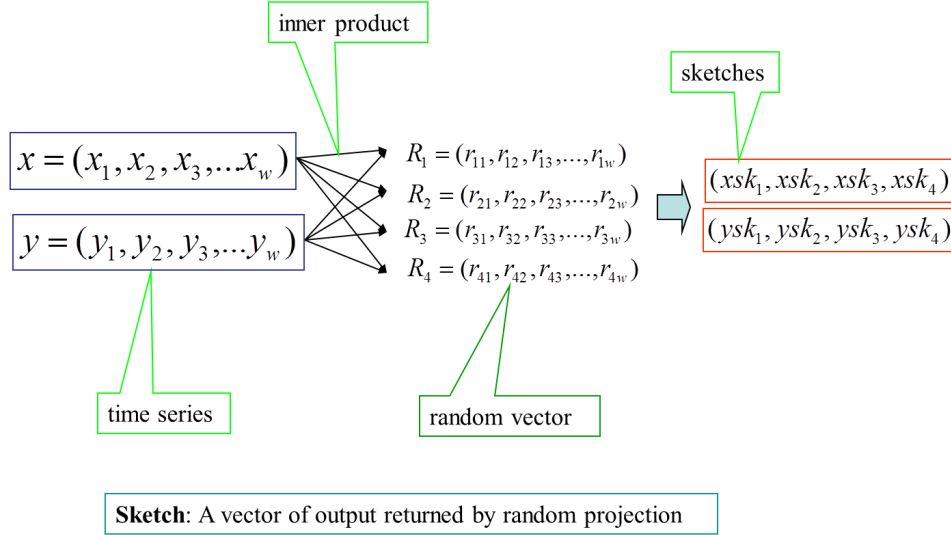 inner product
sketches
x = (x₁, x₂, x₃,...x_w)
y = (y₁, y₂, y₃,...y_w)
R₁ = (r₁₁, r₁₂, r₁₃,..., r₁w)
R₂ = (r₂₁, r₂₂, r₂₃,..., r₂w)
R₃ = (r₃₁, r₃₂, r₃₃,..., r₃w)
R₄ = (r₄₁, r₄₂, r₄₃,..., r₄w)
(xsk₁, xsk₂, xsk₃, xsk₄)
(ysk₁, ysk₂, ysk₃, ysk₄)
time series
random vector
Sketch: A vector of output returned by random projection